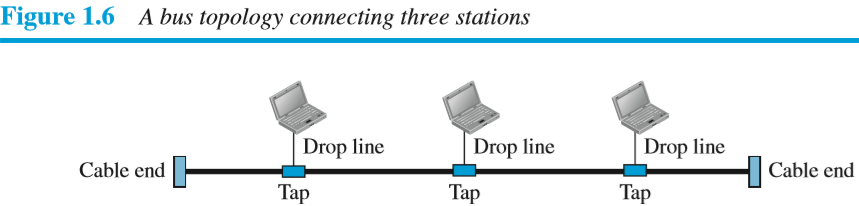 Figure 1.6 A bus topology connecting three stations
Drop line Drop line Drop line
Cable end Cable end
Tap Tap Tap